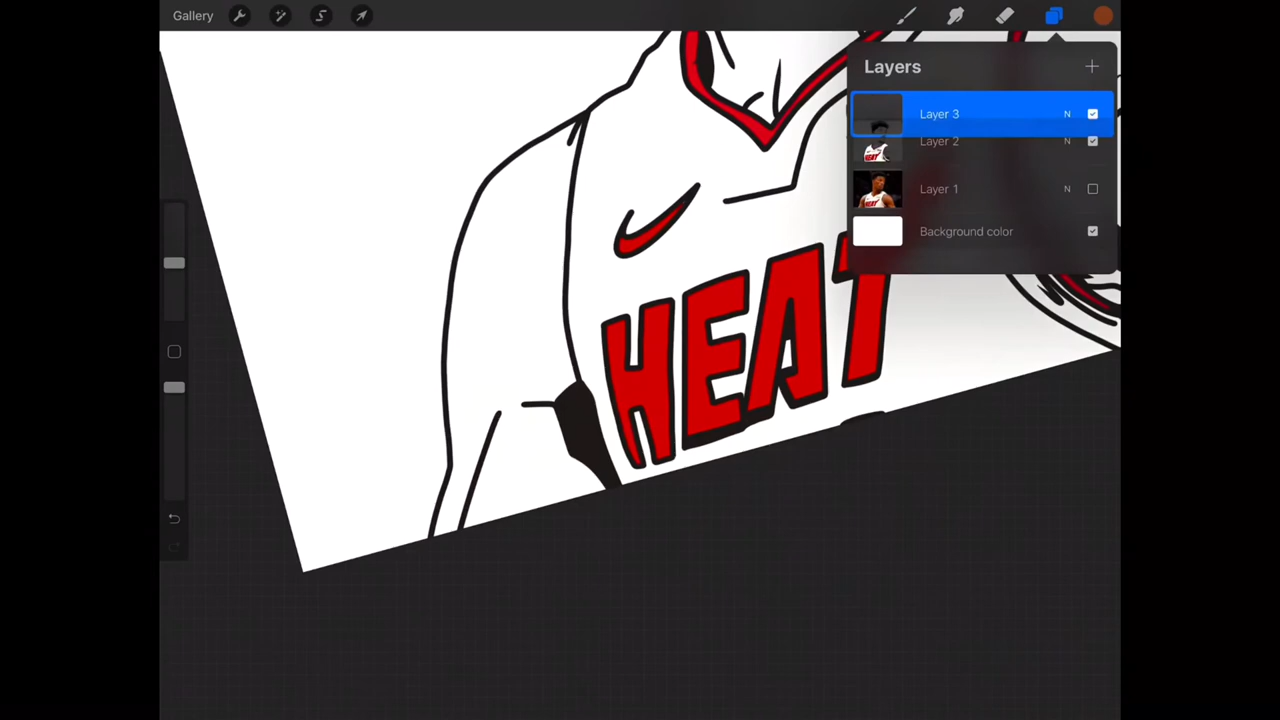 Gallery
Layers
Layer 3 N
Layer 2
Layer 1 N
Background color
HEAT